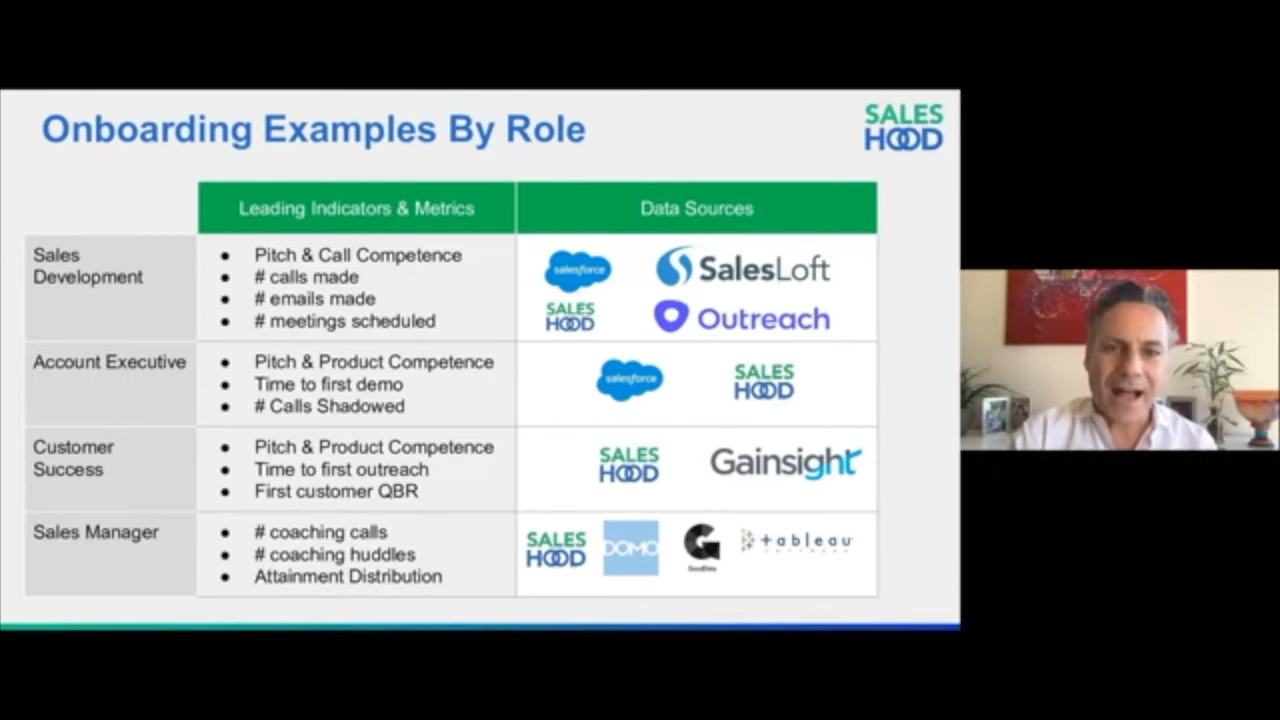 Onboarding Examples By Role
SALES
HOOD
Leading Indicators & Metrics
Data Sources
Sales
Development
● Pitch & Call Competence
● # calls made
● # emails made
● # meetings scheduled
salesforce
SALESLOFT
SALES
HOOD
Outreach
Account Executive
● Pitch & Product Competence
● Time to first demo
● # Calls Shadowed
salesforce
SALES
HOOD
Customer
Success
● Pitch & Product Competence
● Time to first outreach
● First customer QBR
SALES
HOOD
Gainsight
Sales Manager
● # coaching calls
● # coaching huddles
● Attainment Distribution
SALES
HOOD
DOMO
GoodData
+ableau